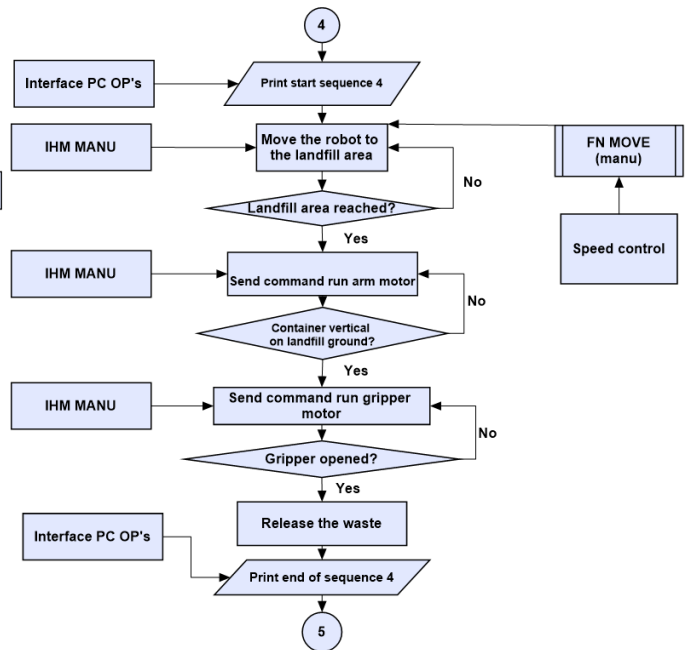 4
Interface PC OP's
Print start sequence 4
IHM MANU
Move the robot to
the landfill area
FN MOVE
(manu)
No
Landfill area reached?
Yes
Speed control
IHM MANU
Send command run arm motor
No
Container vertical
on landfill ground?
Yes
IHM MANU
Send command run gripper
motor
No
Gripper opened?
Yes
Release the waste
Interface PC OP's
Print end of sequence 4
5